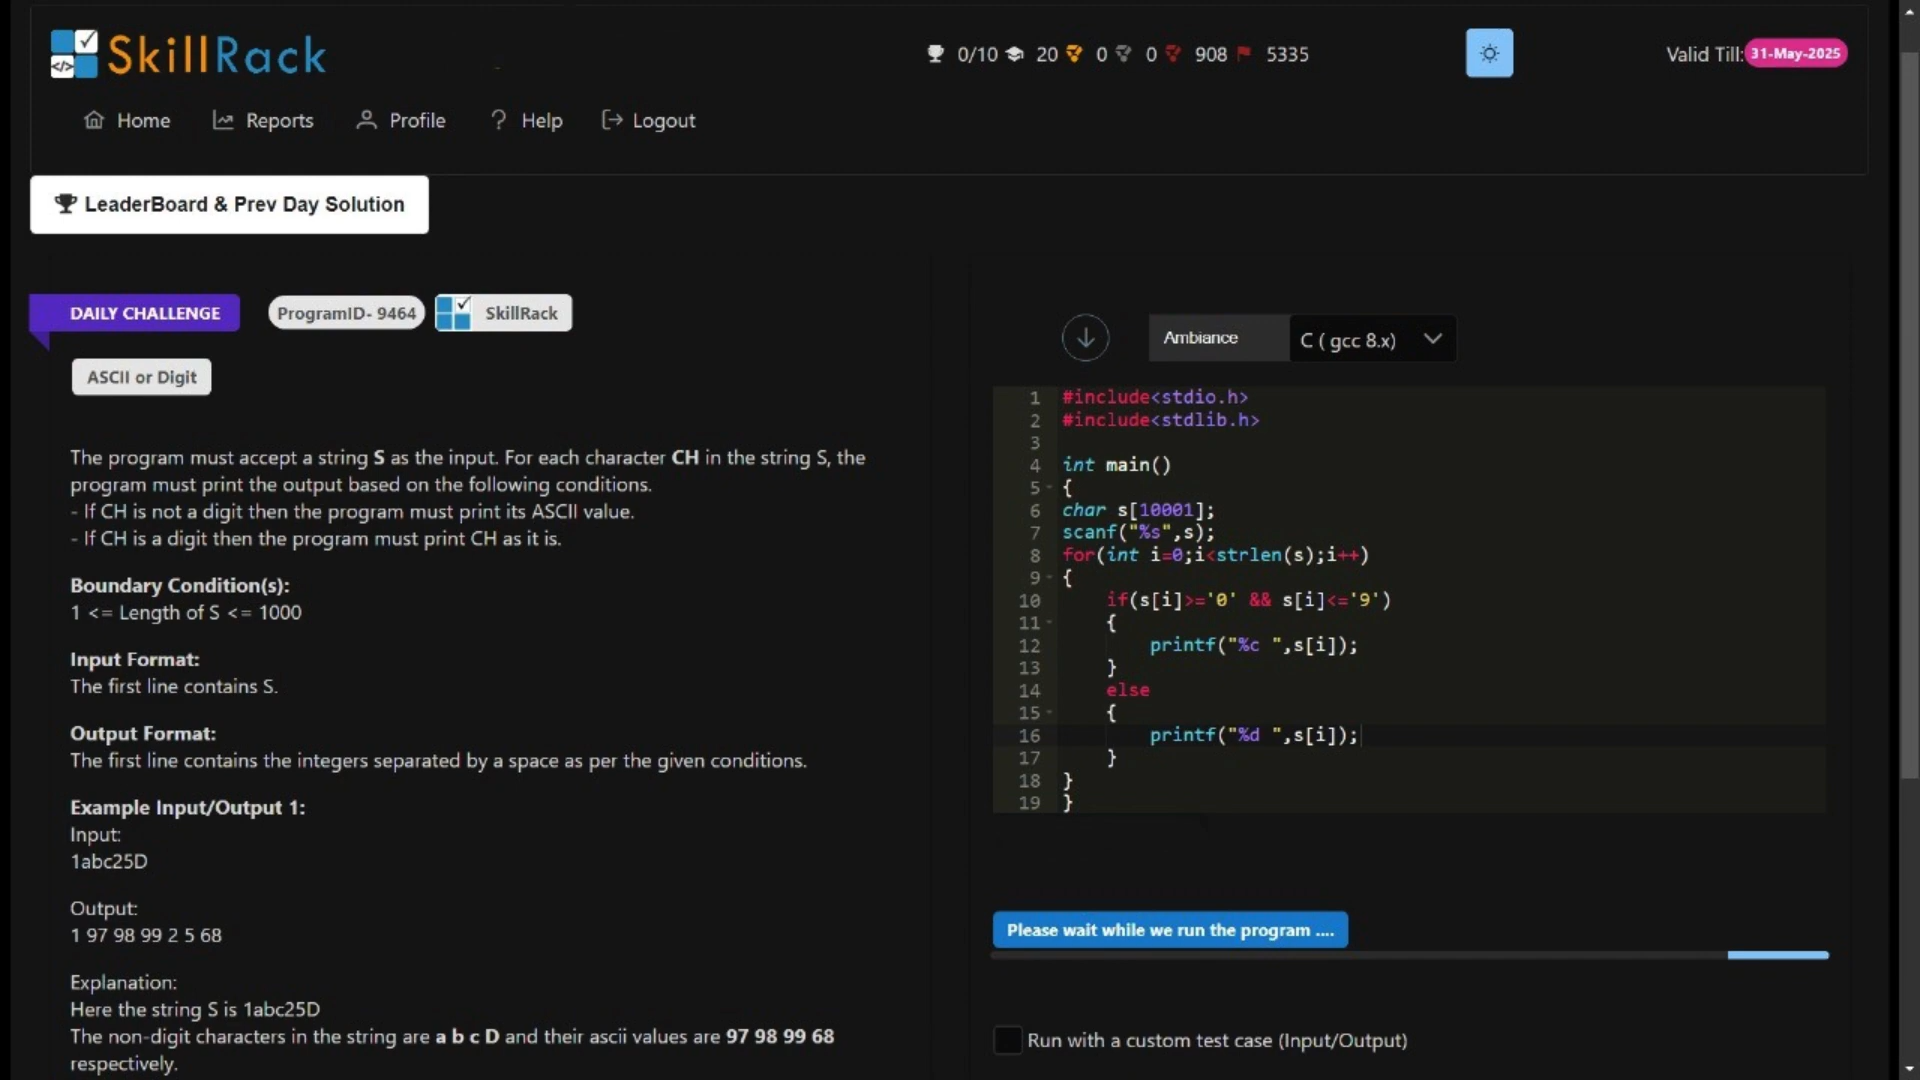 SkillRack
0/10 20 0 0 908 5335
Valid Till: 31-May-2025
Home Reports Profile ? Help Logout
LeaderBoard & Prev Day Solution
DAILY CHALLENGE ProgramID- 9464 SkillRack
ASCII or Digit
The program must accept a string S as the input. For each character CH in the string S, the
program must print the output based on the following conditions.
- If CH is not a digit then the program must print its ASCII value.
- If CH is a digit then the program must print CH as it is.
Boundary Condition(s):
1 <= Length of S <= 1000
Input Format:
The first line contains S.
Output Format:
The first line contains the integers separated by a space as per the given conditions.
Example Input/Output 1:
Input:
1abc25D
Output:
1 97 98 99 2 5 68
Explanation:
Here the string S is 1abc25D
The non-digit characters in the string are a b c D and their ascii values are 97 98 99 68
respectively.
Ambiance C ( gcc 8.x)
1 #include<stdio.h>
2 #include<stdlib.h>
3
4 int main()
5 {
6 char s[10001];
7 scanf("%s",s);
8 for(int i=0;i<strlen(s);i++)
9 {
10 if(s[i]>='0' && s[i]<='9')
11 {
12 printf("%c ",s[i]);
13 }
14 else
15 {
16 printf("%d ",s[i]);
17 }
18 }
19 }
Please wait while we run the program ....
Run with a custom test case (Input/Output)